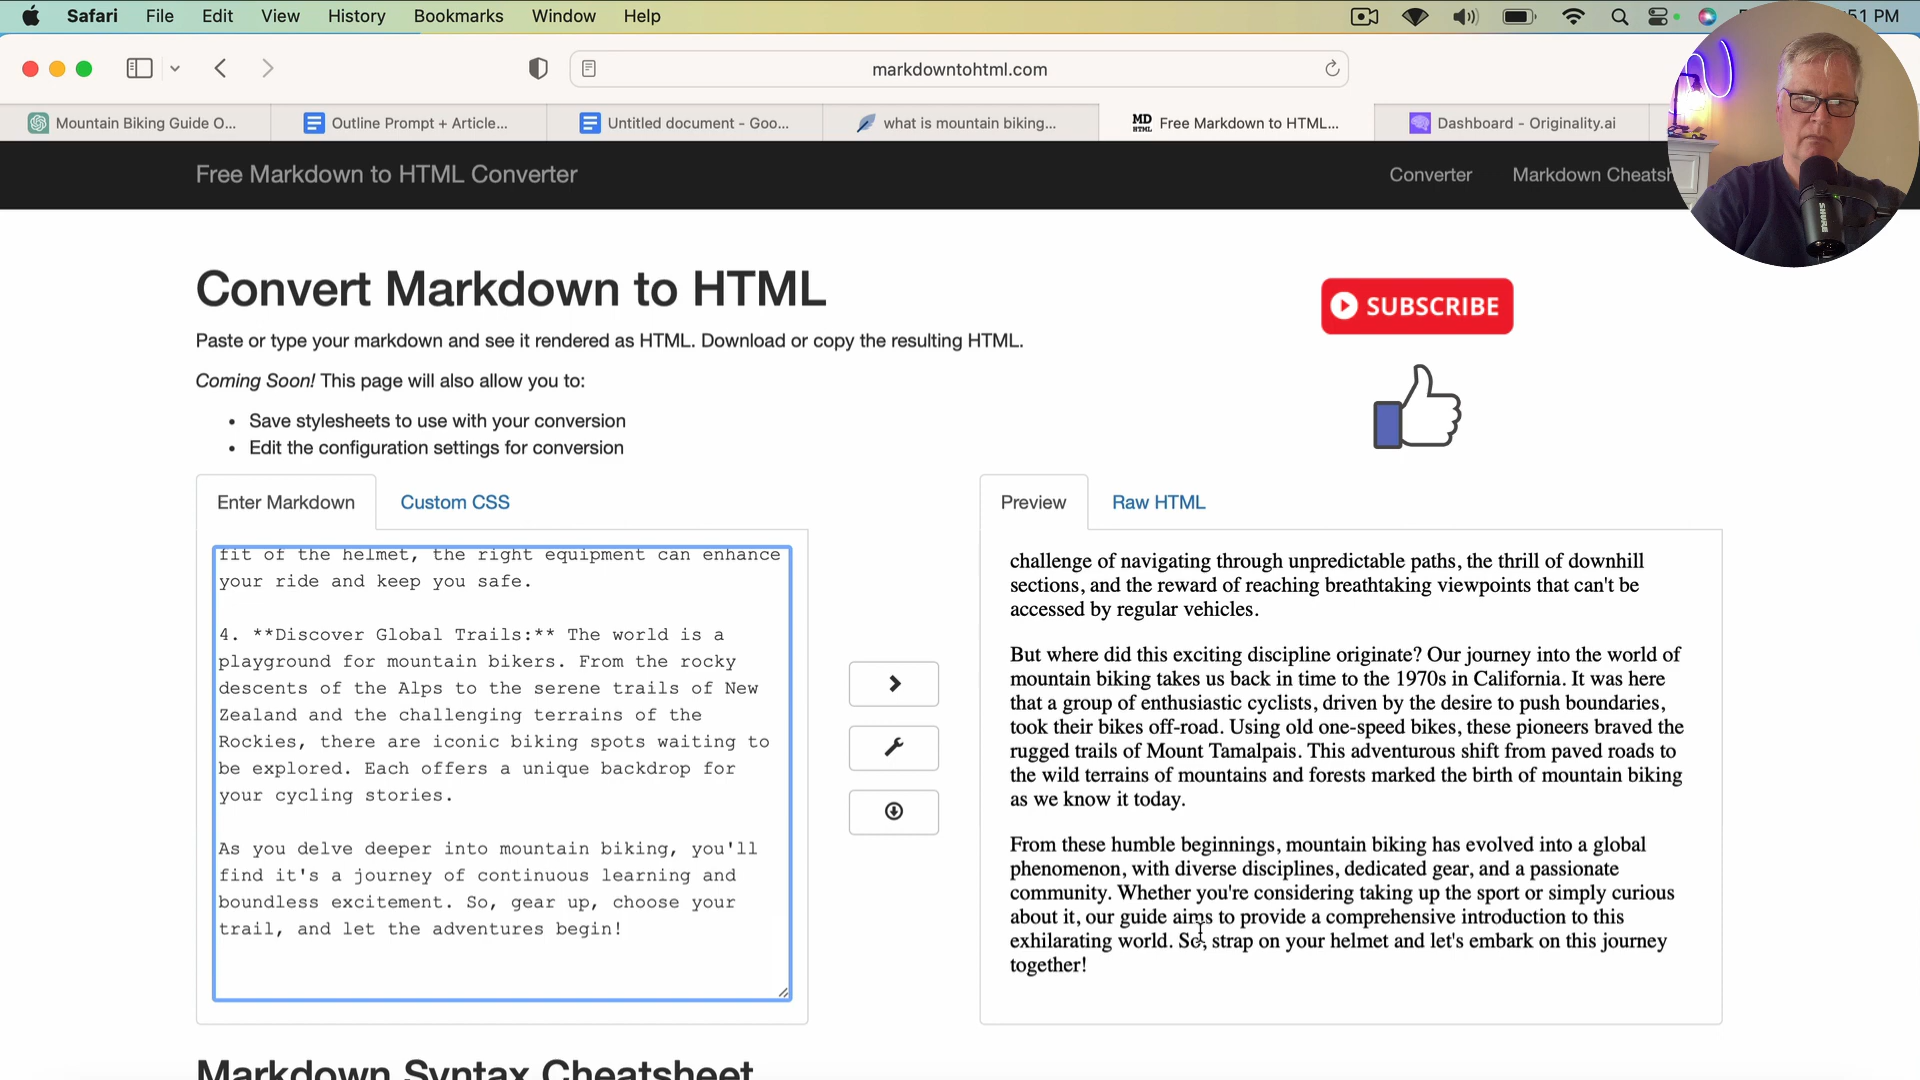 Safari File Edit View History Bookmarks Window Help
51 PM
markdowntohtml.com
Mountain Biking Guide O...
Outline Prompt + Article...
Untitled document - Goo...
what is mountain biking...
MD
HTML
Free Markdown to HTML...
Dashboard - Originality.ai
Free Markdown to HTML Converter
Converter
Markdown Cheatsh
SHURE
Convert Markdown to HTML
SUBSCRIBE
Paste or type your markdown and see it rendered as HTML. Download or copy the resulting HTML.
Coming Soon! This page will also allow you to:
• Save stylesheets to use with your conversion
• Edit the configuration settings for conversion
Enter Markdown
Custom CSS
fit of the helmet, the right equipment can enhance
your ride and keep you safe.
4. **Discover Global Trails:** The world is a
playground for mountain bikers. From the rocky
descents of the Alps to the serene trails of New
Zealand and the challenging terrains of the
Rockies, there are iconic biking spots waiting to
be explored. Each offers a unique backdrop for
your cycling stories.
As you delve deeper into mountain biking, you'll
find it's a journey of continuous learning and
boundless excitement. So, gear up, choose your
trail, and let the adventures begin!
Preview
Raw HTML
challenge of navigating through unpredictable paths, the thrill of downhill
sections, and the reward of reaching breathtaking viewpoints that can't be
accessed by regular vehicles.
But where did this exciting discipline originate? Our journey into the world of
mountain biking takes us back in time to the 1970s in California. It was here
that a group of enthusiastic cyclists, driven by the desire to push boundaries,
took their bikes off-road. Using old one-speed bikes, these pioneers braved the
rugged trails of Mount Tamalpais. This adventurous shift from paved roads to
the wild terrains of mountains and forests marked the birth of mountain biking
as we know it today.
From these humble beginnings, mountain biking has evolved into a global
phenomenon, with diverse disciplines, dedicated gear, and a passionate
community. Whether you're considering taking up the sport or simply curious
about it, our guide aims to provide a comprehensive introduction to this
exhilarating world. So, strap on your helmet and let's embark on this journey
together!
Markdown Syntax Cheatsheet